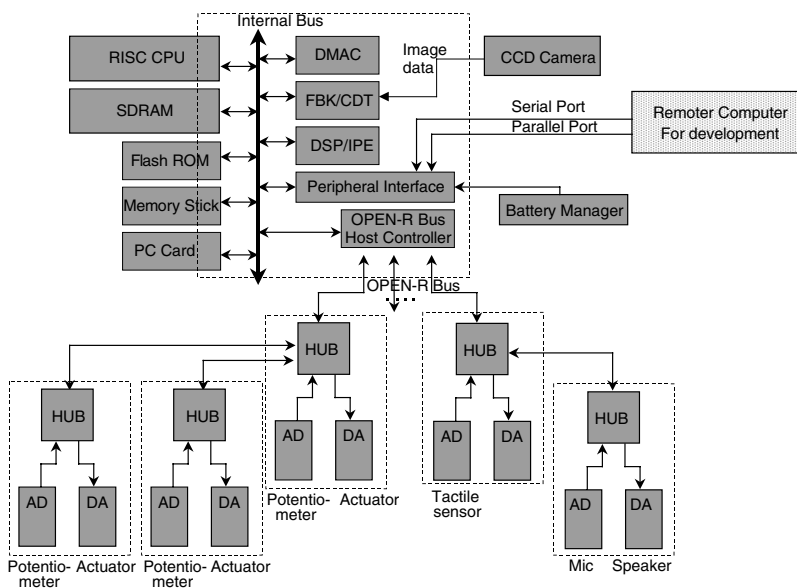 Internal Bus
RISC CPU
DMAC
Image
data
CCD Camera
SDRAM
FBK/CDT
Serial Port
Parallel Port
Remoter Computer
For development
Flash ROM
DSP/IPE
Memory Stick
Peripheral Interface
Battery Manager
PC Card
OPEN-R Bus
Host Controller
OPEN-R Bus
HUB
HUB
HUB
HUB
HUB
AD
DA
AD
DA
AD
DA
AD
DA
AD
DA
Potentio-
meter
Actuator
Tactile
sensor
Potentio-
meter
Actuator
Potentio-
meter
Actuator
Mic
Speaker